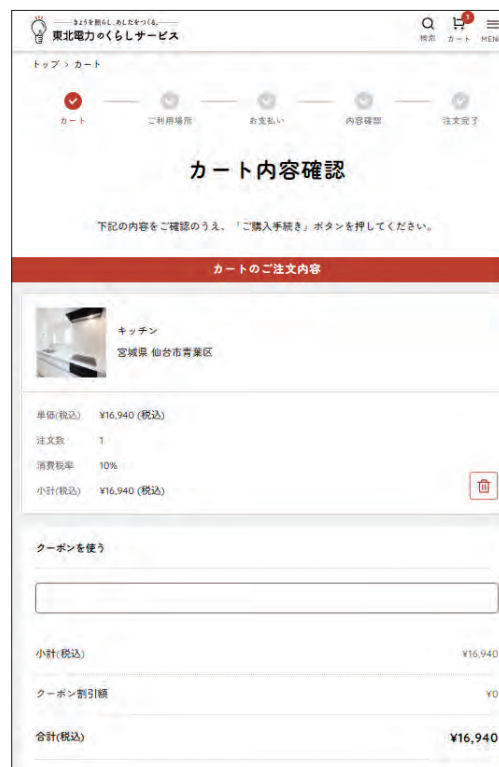 きょうを照らし、あしたをつくる。
東北電力のくらしサービス
1
検索
カート
MENU
トップ > カート
カート
ご利用場所
お支払い
内容確認
注文完了
カート内容確認
下記の内容をご確認のうえ、「ご購入手続き」ボタンを押してください。
カートのご注文内容
キッチン
宮城県 仙台市青葉区
単価(税込) ¥16,940 (税込)
注文数 1
消費税率 10%
小計(税込) ¥16,940 (税込)
クーポンを使う
小計(税込) ¥16,940
クーポン割引額 ¥0
合計(税込) ¥16,940